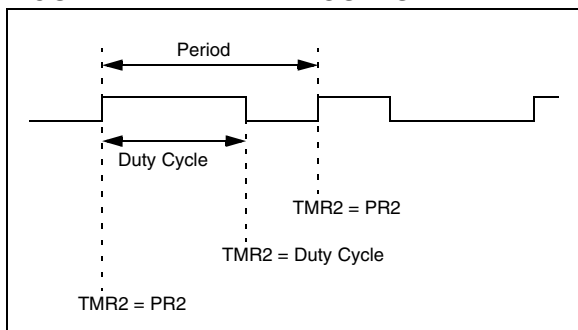 Period
Duty Cycle
TMR2 = PR2
TMR2 = Duty Cycle
TMR2 = PR2